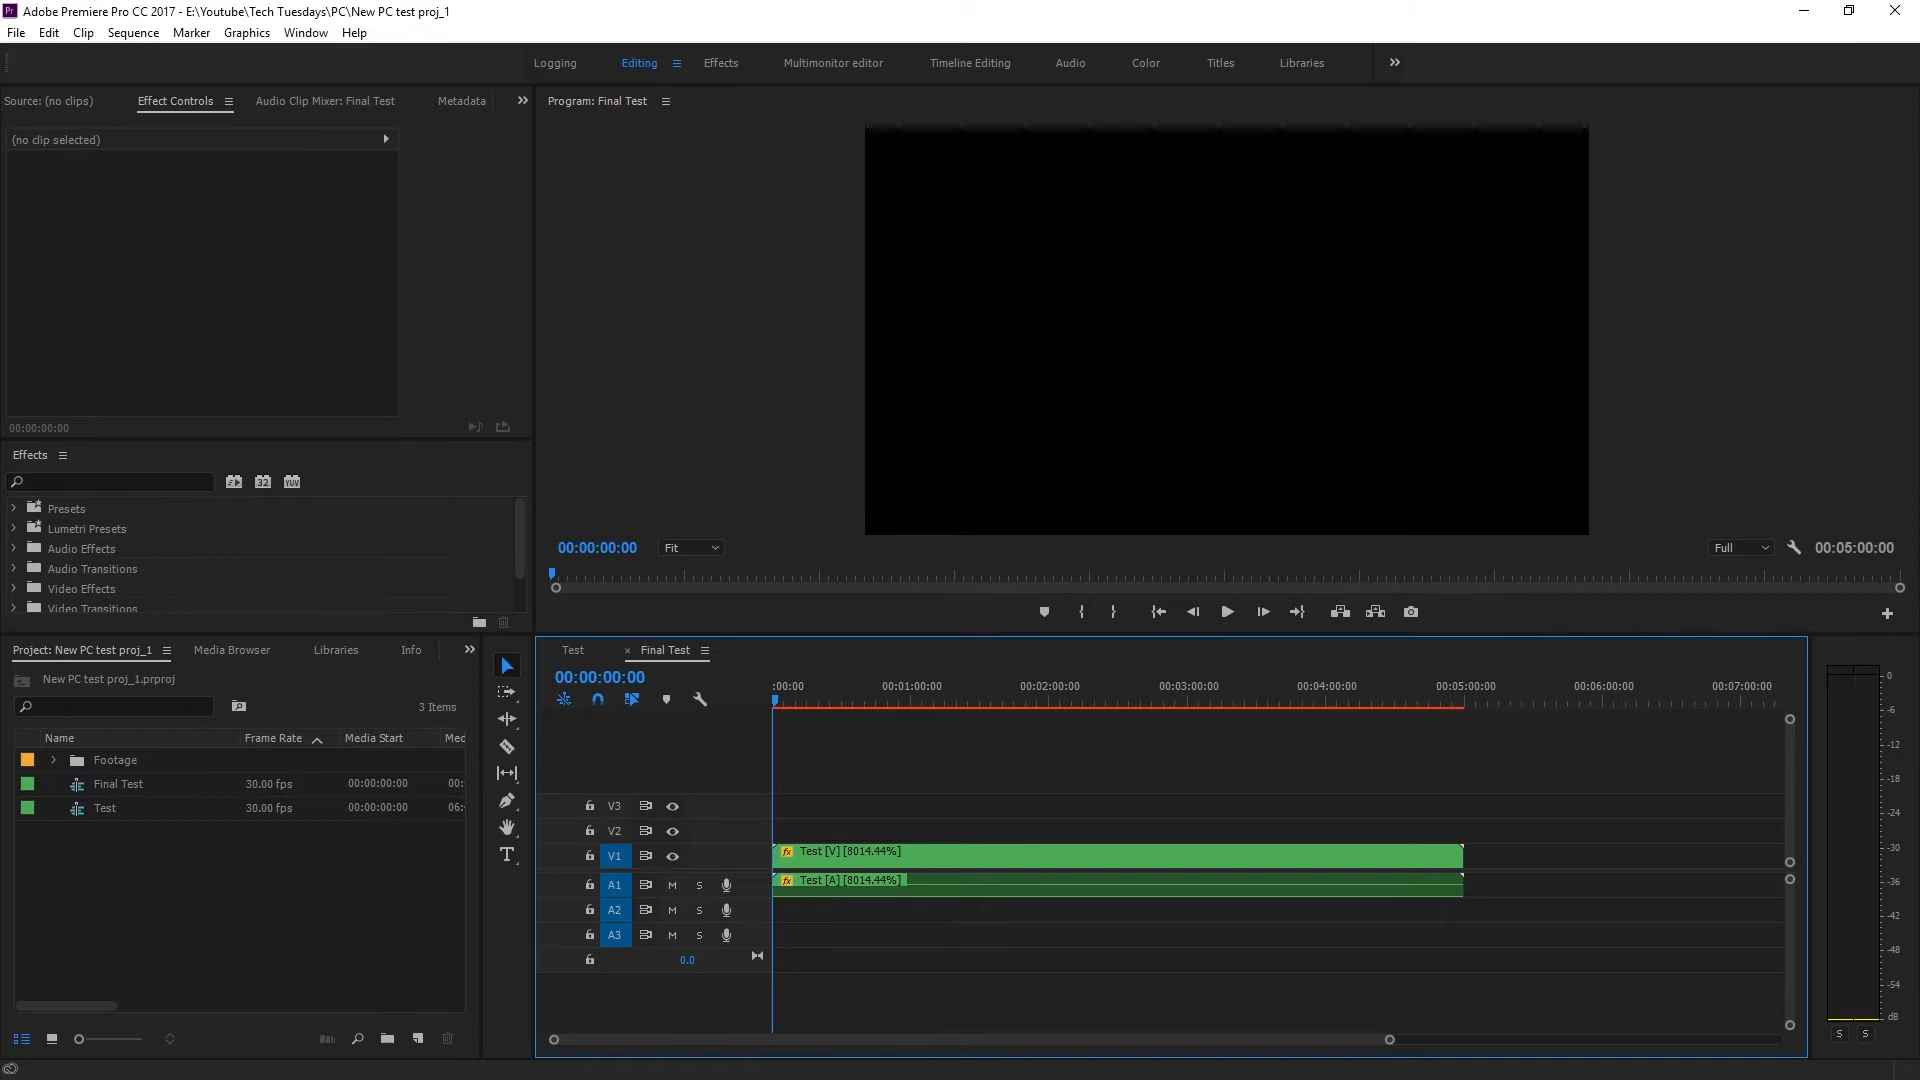 Adobe Premiere Pro CC 2017 - E:\Youtube\Tech Tuesdays\PC\New PC test proj_1
File Edit Clip Sequence Marker Graphics Window Help
Logging Editing Effects Multimonitor editor Timeline Editing Audio Color Titles Libraries
Source: (no clips) Effect Controls Audio Clip Mixer: Final Test Metadata
Program: Final Test
(no clip selected)
00:00:00:00
Effects
32 YUV
Presets
Lumetri Presets
Audio Effects
Audio Transitions
Video Effects
Video Transitions
00:00:00:00 Fit Full 00:05:00:00
Project: New PC test proj_1 Media Browser Libraries Info
New PC test proj_1.prproj
3 Items
Name Frame Rate Media Start Med
Footage
Final Test 30.00 fps 00:00:00:00 00:
Test 30.00 fps 00:00:00:00 06:
Test × Final Test
00:00:00:00
:00:00 00:01:00:00 00:02:00:00 00:03:00:00 00:04:00:00 00:05:00:00 00:06:00:00 00:07:00:00
V3
V2
V1 fx Test [V] [8014.44%]
A1 M S fx Test [A] [8014.44%]
A2 M S
A3 M S
0.0
0
-6
-12
-18
-24
-30
-36
-42
-48
-54
dB
S S